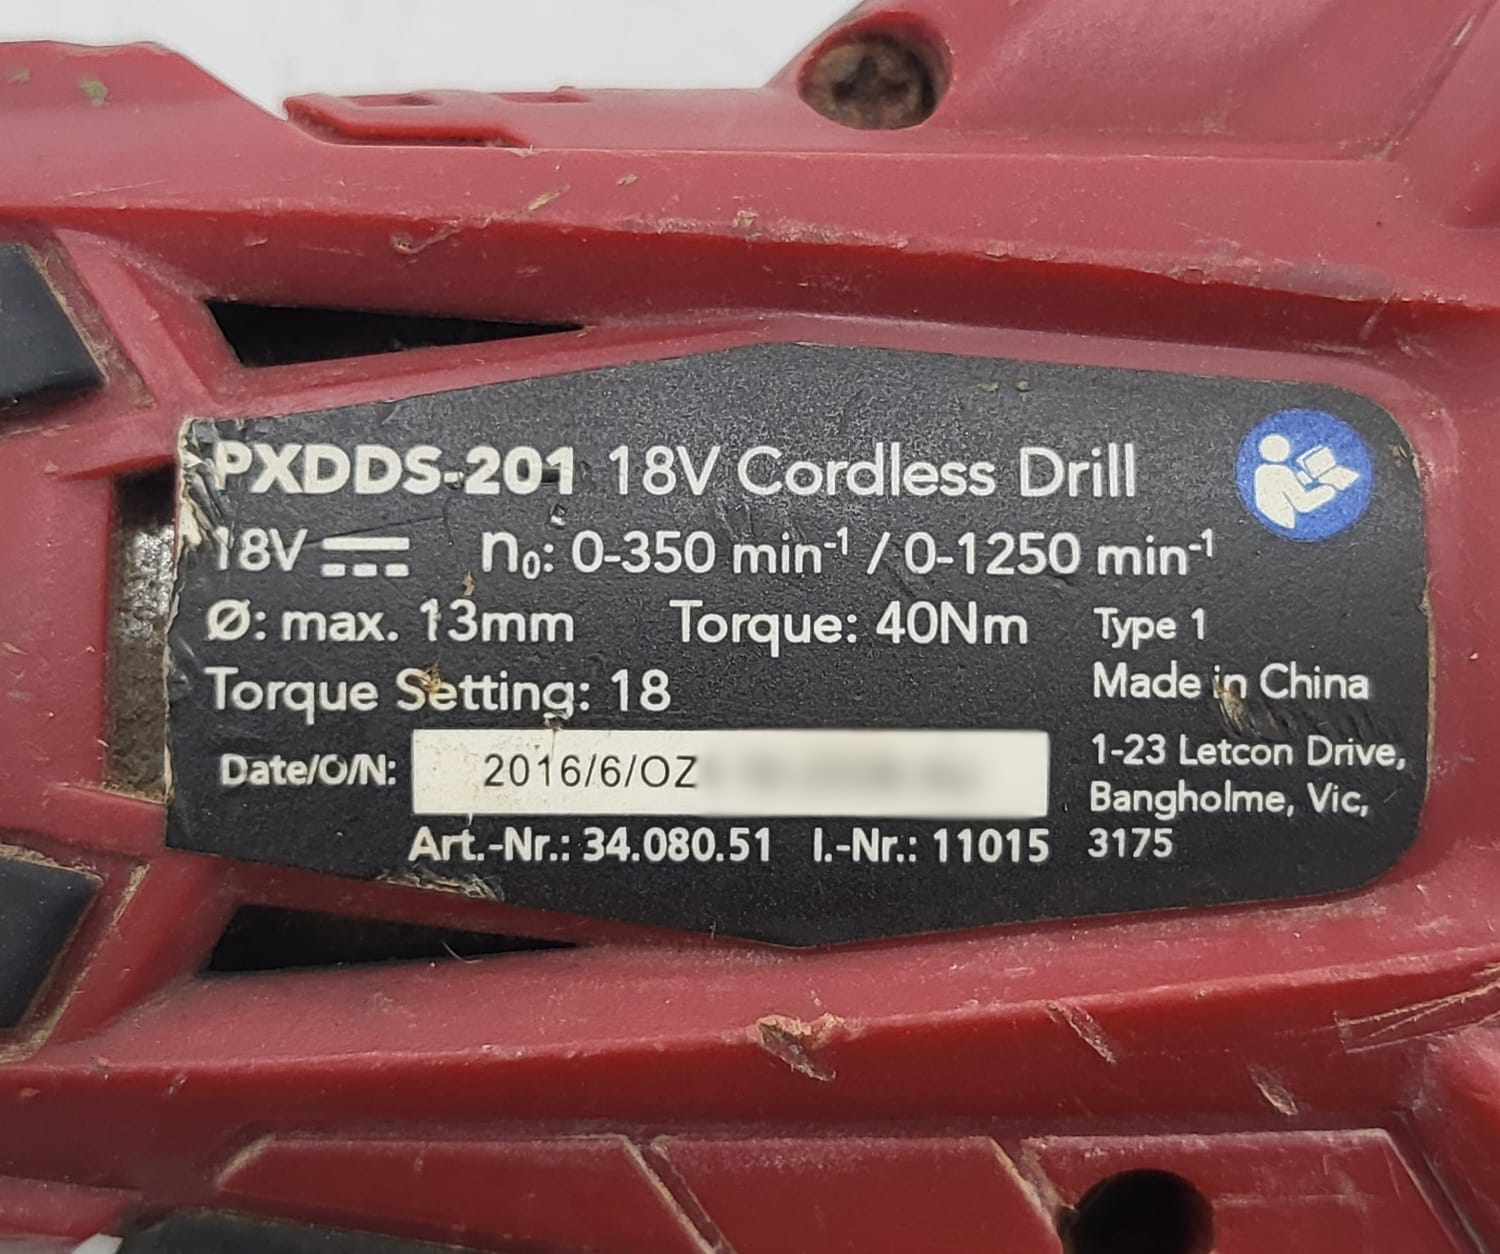 PXDDS-201 18V Cordless Drill
18V n₀: 0-350 min⁻¹ / 0-1250 min⁻¹
Ø: max. 13mm Torque: 40Nm Type 1
Torque Setting: 18 Made in China
Date/O/N: 2016/6/OZ
1-23 Letcon Drive,
Bangholme, Vic,
Art.-Nr.: 34.080.51 I.-Nr.: 11015 3175